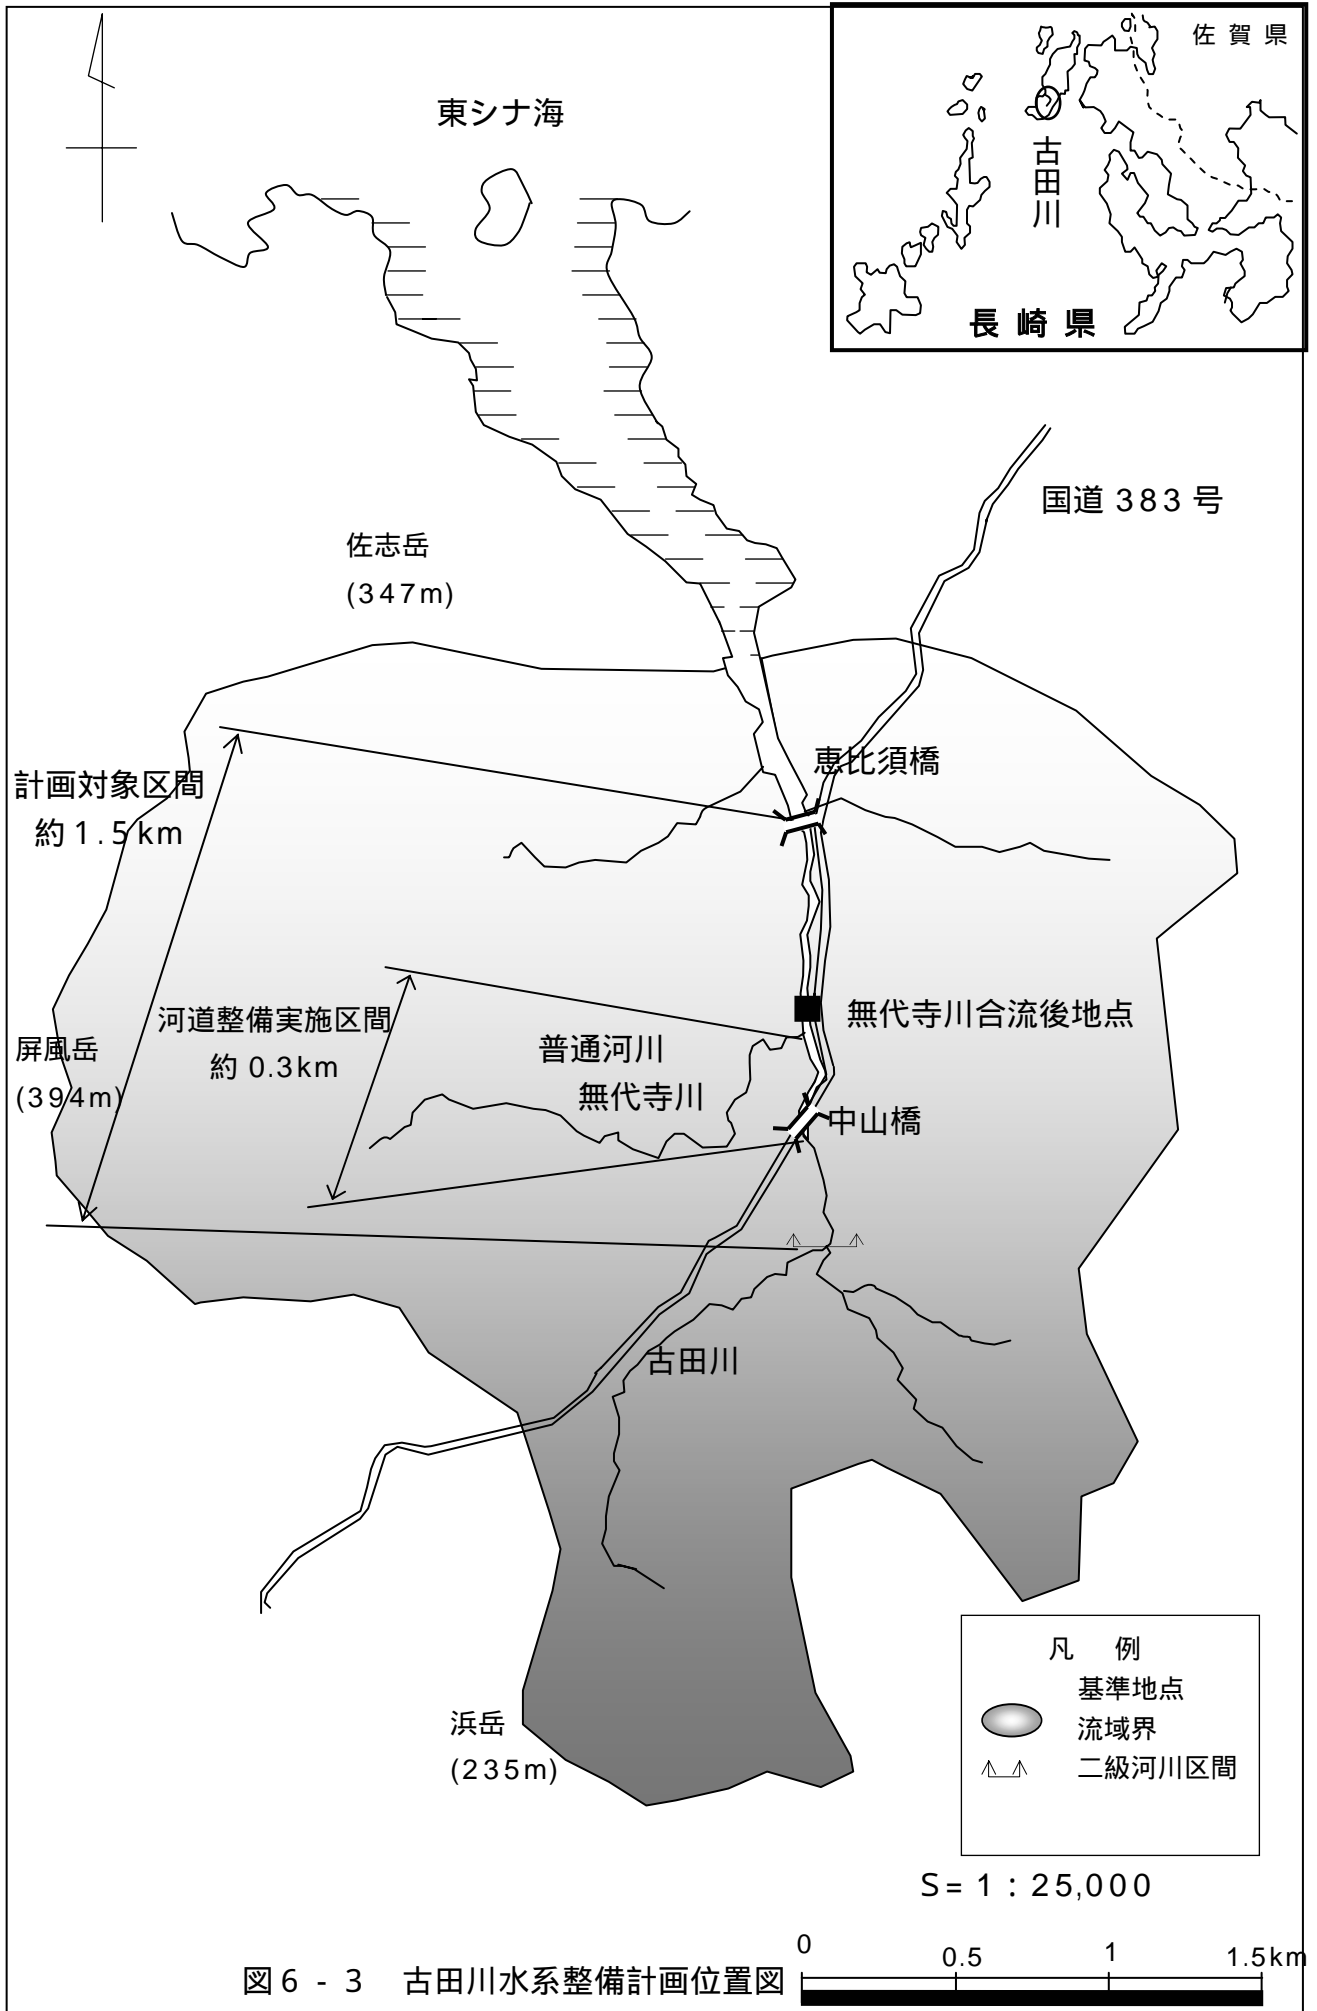 佐賀県
東シナ海
古田川
長崎県
国道383号
佐志岳
(347m)
恵比須橋
計画対象区間
約1.5km
河道整備実施区間
約0.3km
無代寺川合流後地点
屏風岳
(394m)
普通河川
無代寺川
中山橋
古田川
凡 例
基準地点
流域界
二級河川区間
浜岳
(235m)
S=1:25,000
0 0.5 1 1.5km
図6-3 古田川水系整備計画位置図